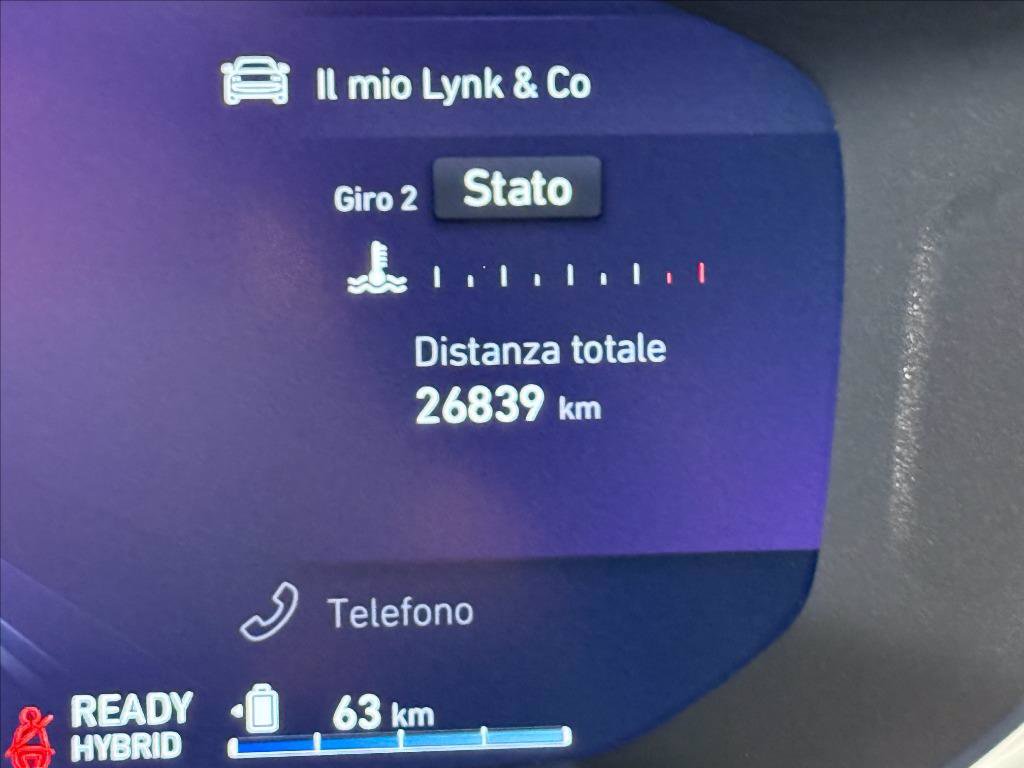 Il mio Lynk & Co
Giro 2 Stato
Distanza totale
26839 km
Telefono
READY 63 km
HYBRID